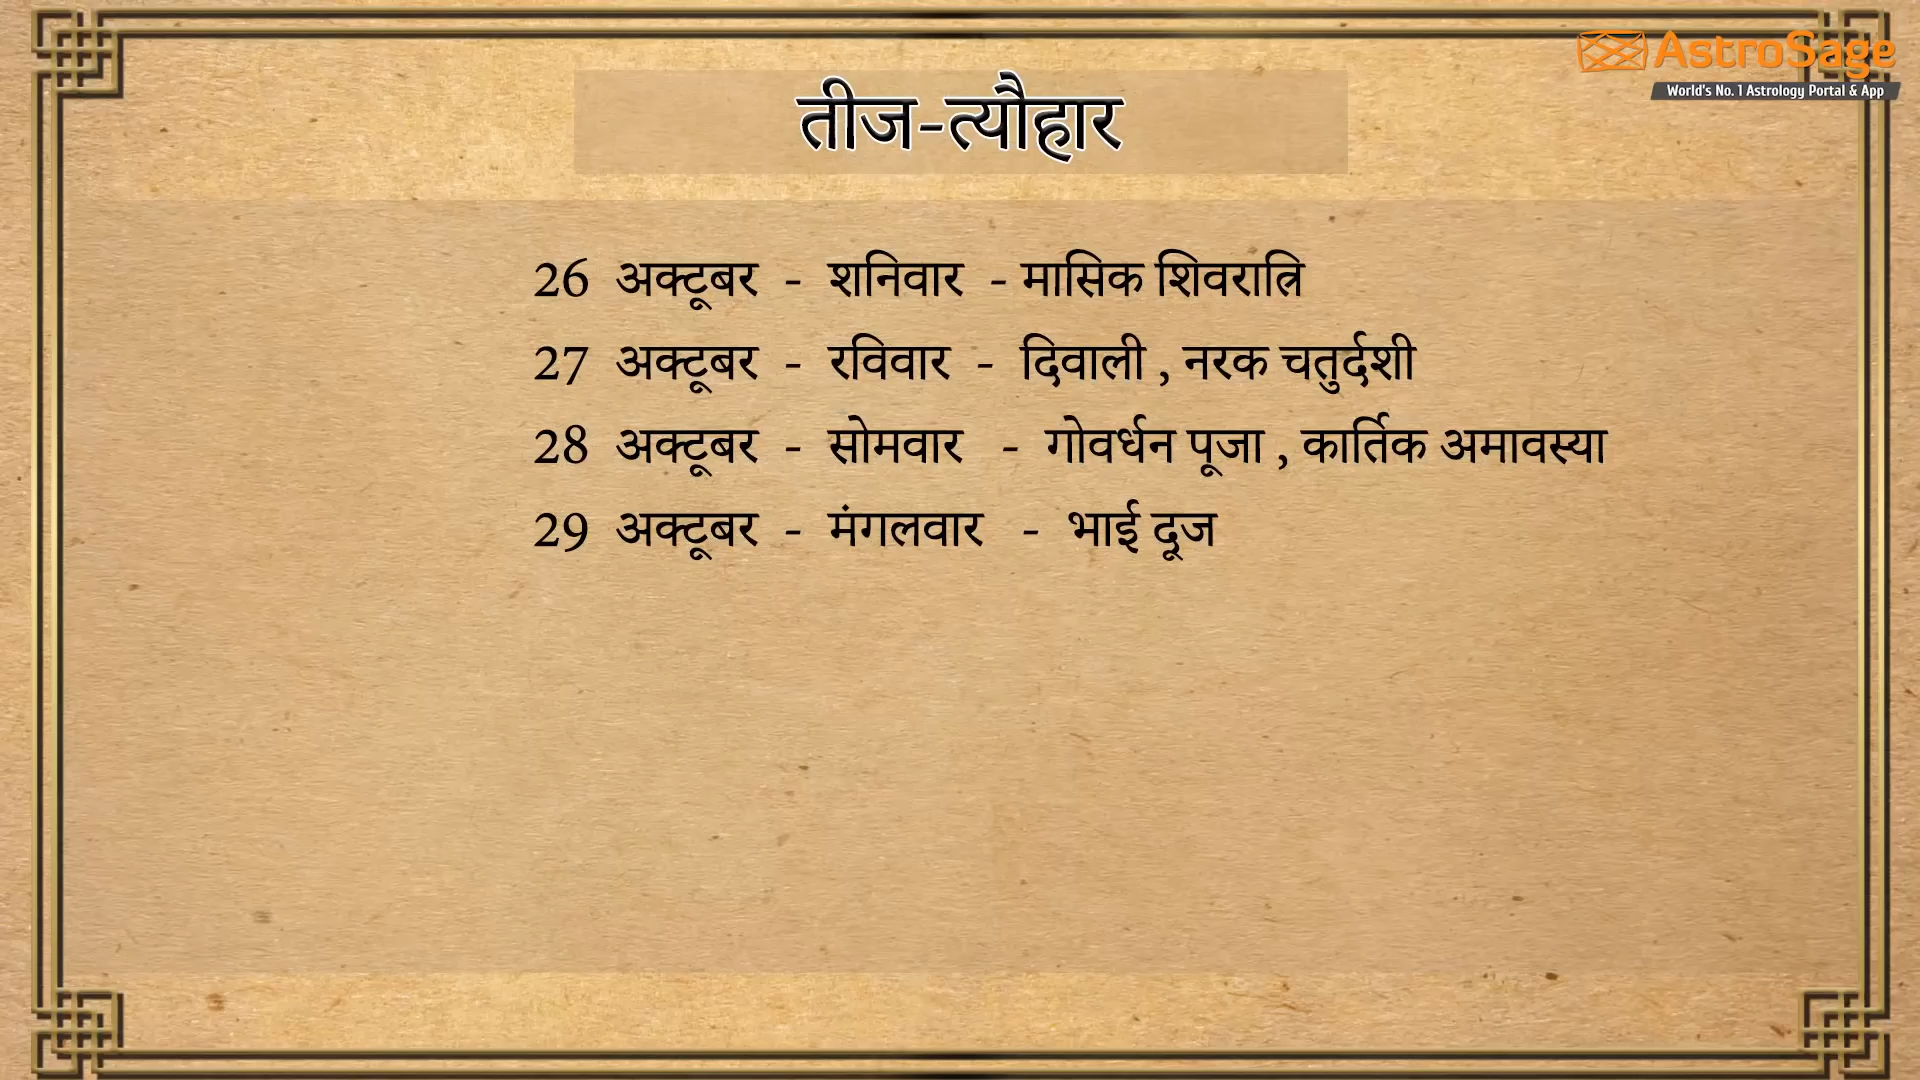 AstroSage
World's No. 1 Astrology Portal & App
तीज-त्यौहार
26 अक्टूबर - शनिवार - मासिक शिवरात्रि
27 अक्टूबर - रविवार - दिवाली , नरक चतुर्दशी
28 अक्टूबर - सोमवार - गोवर्धन पूजा , कार्तिक अमावस्या
29 अक्टूबर - मंगलवार - भाई दूज